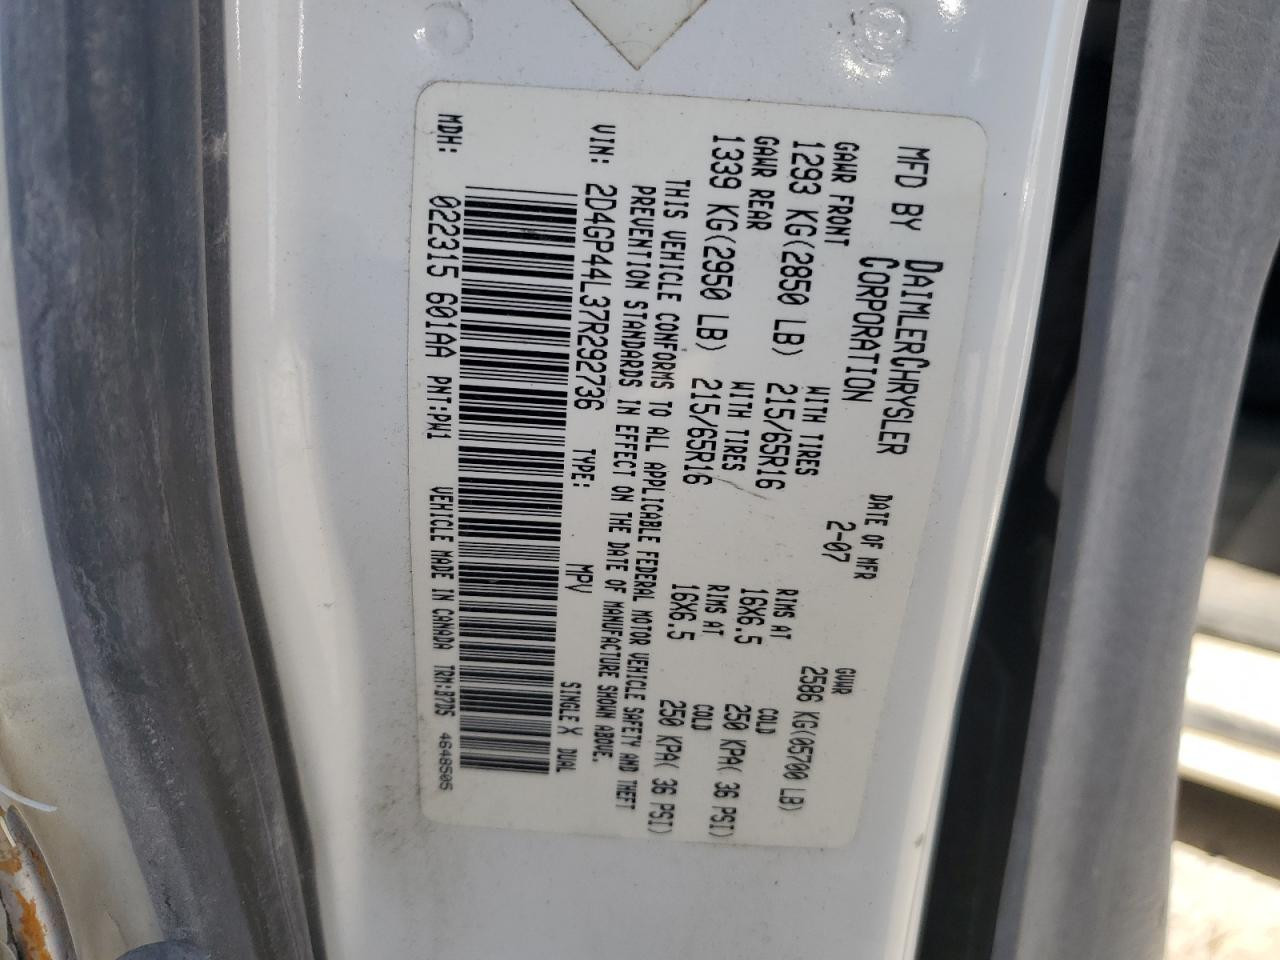 MFD BY DAIMLERCHRYSLER CORPORATION DATE OF MFR 2-07 GVWR 2586 KG(05700 LB)
GAWR FRONT WITH TIRES RIMS AT COLD
1293 KG(2850 LB) 215/65R16 16X6.5 250 KPA( 36 PSI)
GAWR REAR WITH TIRES RIMS AT COLD
1339 KG(2950 LB) 215/65R16 16X6.5 250 KPA( 36 PSI)
THIS VEHICLE CONFORMS TO ALL APPLICABLE FEDERAL MOTOR VEHICLE SAFETY AND THEFT
PREVENTION STANDARDS IN EFFECT ON THE DATE OF MANUFACTURE SHOWN ABOVE.
VIN: 2D4GP44L37R292736 TYPE: MPV SINGLE X DUAL
MDH: 022315 601AA PNT:PW1 VEHICLE MADE IN CANADA TRM:B7D5 4648506